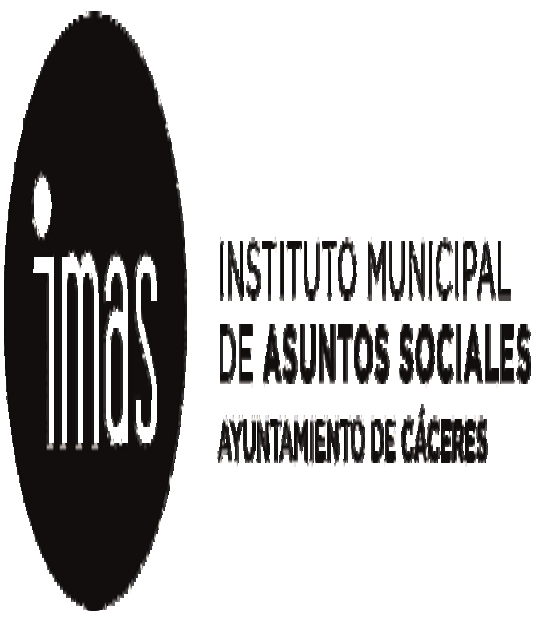 imas
INSTITUTO MUNICIPAL
DE ASUNTOS SOCIALES
AYUNTAMIENTO DE CÁCERES